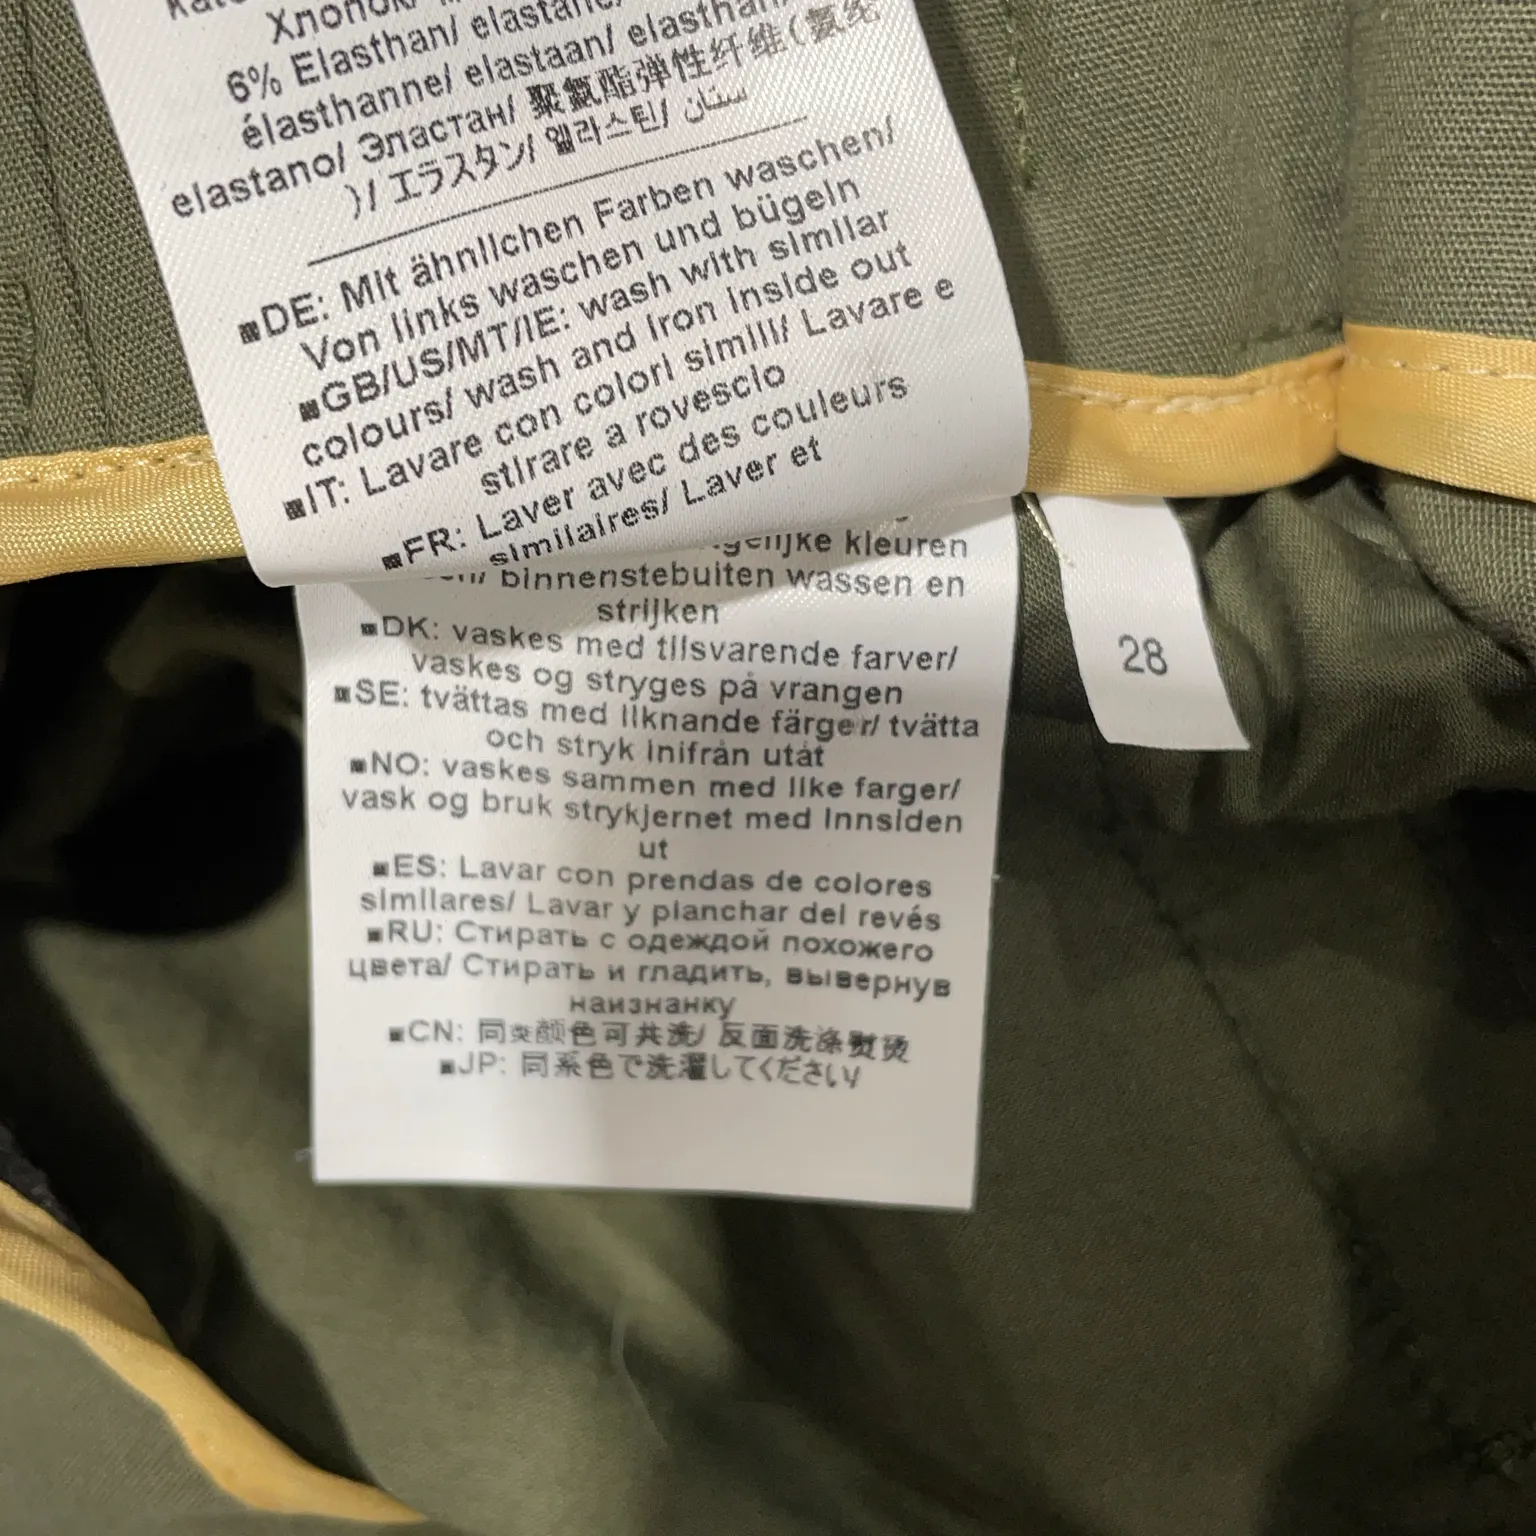 Хлопок/
6% Elasthan/ elastane/
élasthanne/ elastaan/ elasthan/
elastano/ Эластан/ 聚氨酯弹性纤维(氨纶
)/ エラスタン/ 엘라스틴/
■DE: Mit ähnlichen Farben waschen/
Von links waschen und bügeln
■GB/US/MT/IE: wash with similar
colours/ wash and iron inside out
■IT: Lavare con colori simili/ Lavare e
stirare a rovescio
■FR: Laver avec des couleurs
similaires/ Laver et
kleuren
binnenstebuiten wassen en
strijken
■DK: vaskes med tilsvarende farver/
vaskes og stryges på vrangen
■SE: tvättas med liknande färger/ tvätta
och stryk inifrån utåt
■NO: vaskes sammen med like farger/
vask og bruk strykjernet med innsiden
ut
■ES: Lavar con prendas de colores
similares/ Lavar y planchar del revés
■RU: Стирать с одеждой похожего
цвета/ Стирать и гладить, вывернув
наизнанку
■CN: 同类颜色可共洗/ 反面洗涤熨烫
■JP: 同系色で洗濯してください/
28